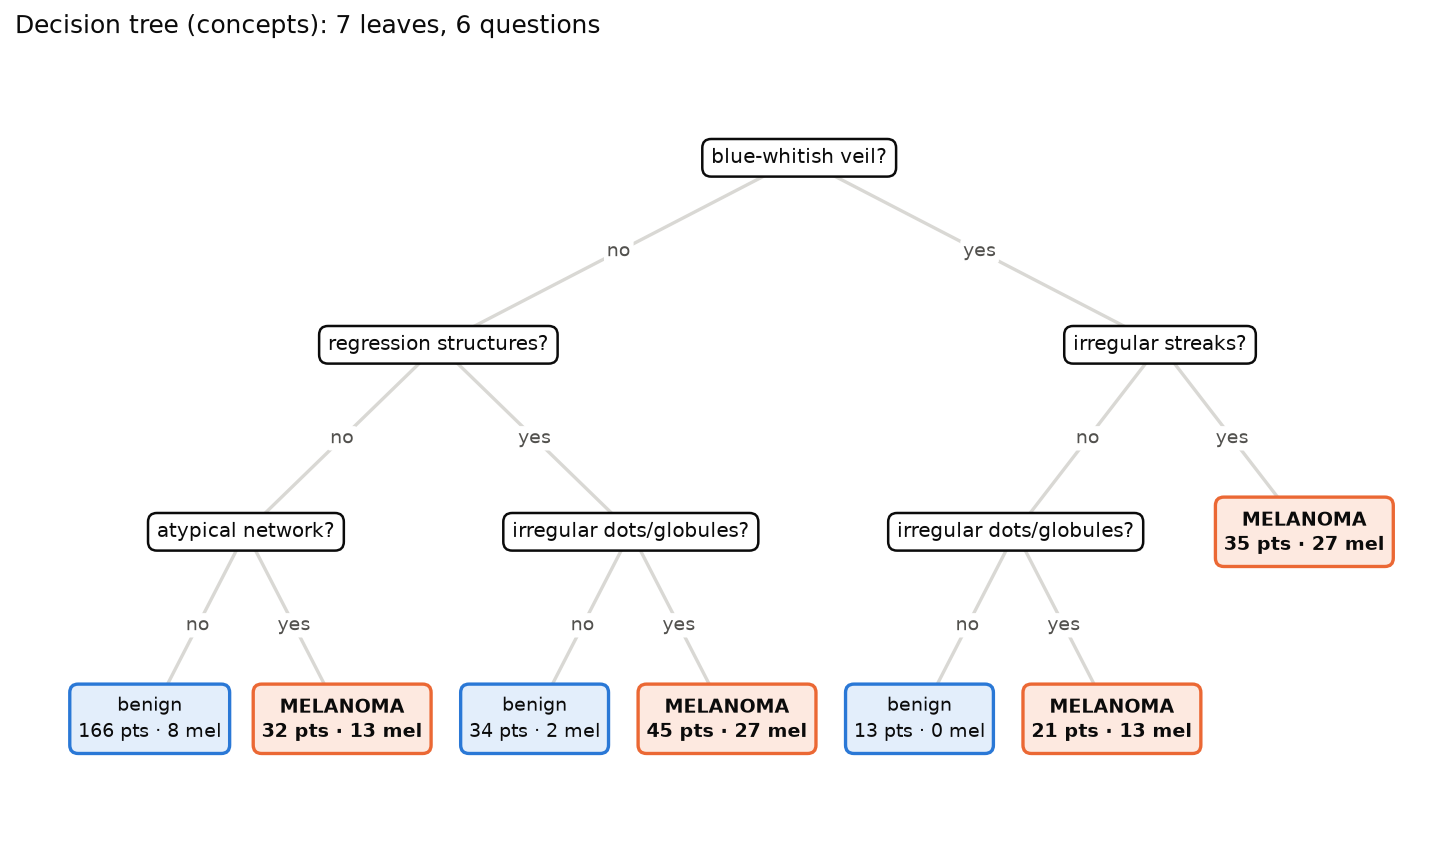 Decision tree (concepts): 7 leaves, 6 questions
blue-whitish veil?
no
yes
regression structures?
irregular streaks?
no
yes
no
yes
atypical network?
irregular dots/globules?
irregular dots/globules?
MELANOMA
35 pts · 27 mel
no
yes
no
yes
no
yes
benign
166 pts · 8 mel
MELANOMA
32 pts · 13 mel
benign
34 pts · 2 mel
MELANOMA
45 pts · 27 mel
benign
13 pts · 0 mel
MELANOMA
21 pts · 13 mel